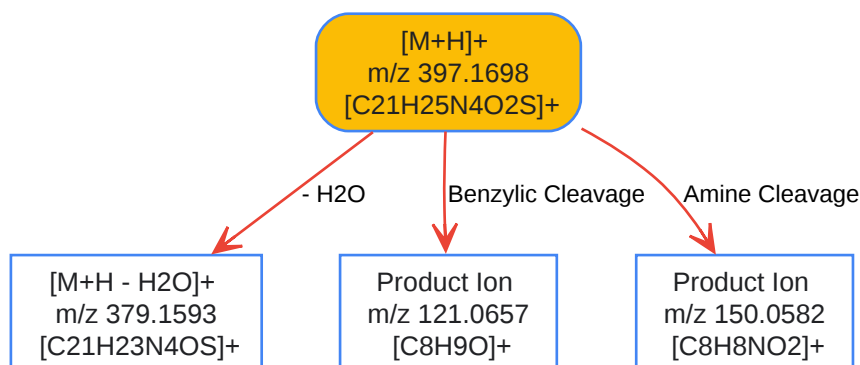 [M+H]+
m/z 397.1698
[C21H25N4O2S]+
- H2O
Benzylic Cleavage
Amine Cleavage
[M+H - H2O]+
m/z 379.1593
[C21H23N4OS]+
Product Ion
m/z 121.0657
[C8H9O]+
Product Ion
m/z 150.0582
[C8H8NO2]+